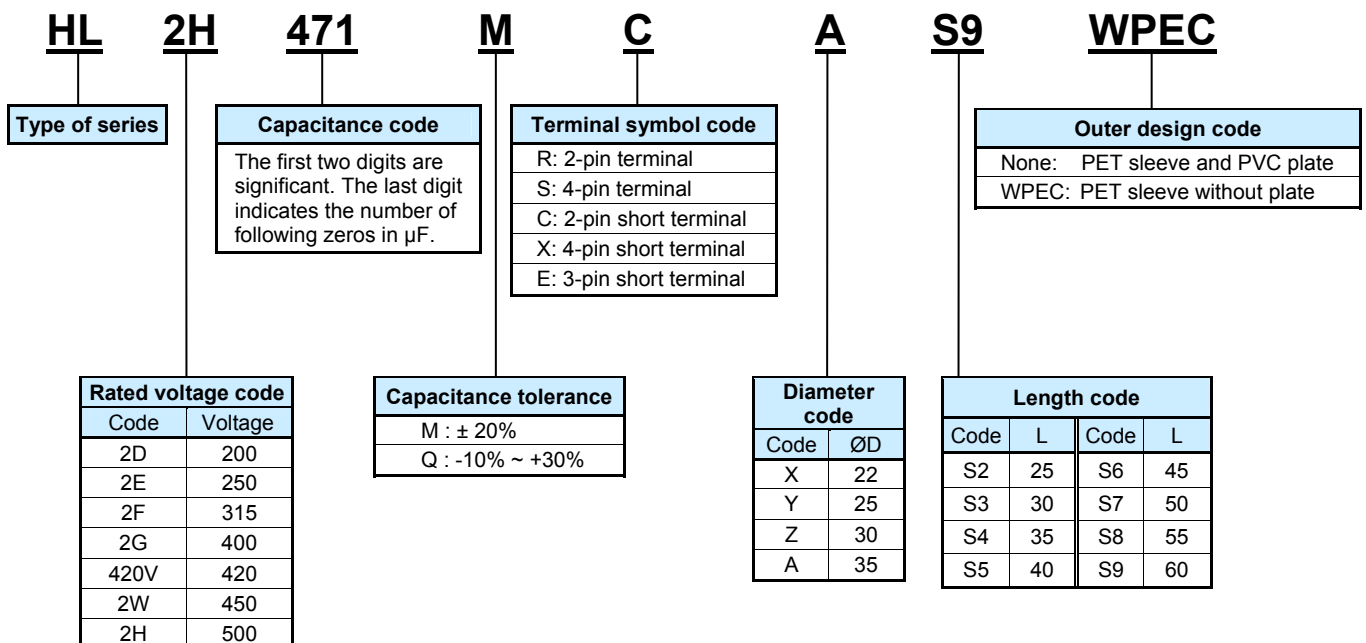 HL 2H 471 M C A S9 WPEC
Type of series
Capacitance code
The first two digits are
significant. The last digit
indicates the number of
following zeros in µF.
Terminal symbol code
R: 2-pin terminal
S: 4-pin terminal
C: 2-pin short terminal
X: 4-pin short terminal
E: 3-pin short terminal
Outer design code
None: PET sleeve and PVC plate
WPEC: PET sleeve without plate
Rated voltage code
Code Voltage
2D 200
2E 250
2F 315
2G 400
420V 420
2W 450
2H 500
Capacitance tolerance
M : ± 20%
Q : -10% ~ +30%
Diameter
code
Code ØD
X 22
Y 25
Z 30
A 35
Length code
Code L Code L
S2 25 S6 45
S3 30 S7 50
S4 35 S8 55
S5 40 S9 60